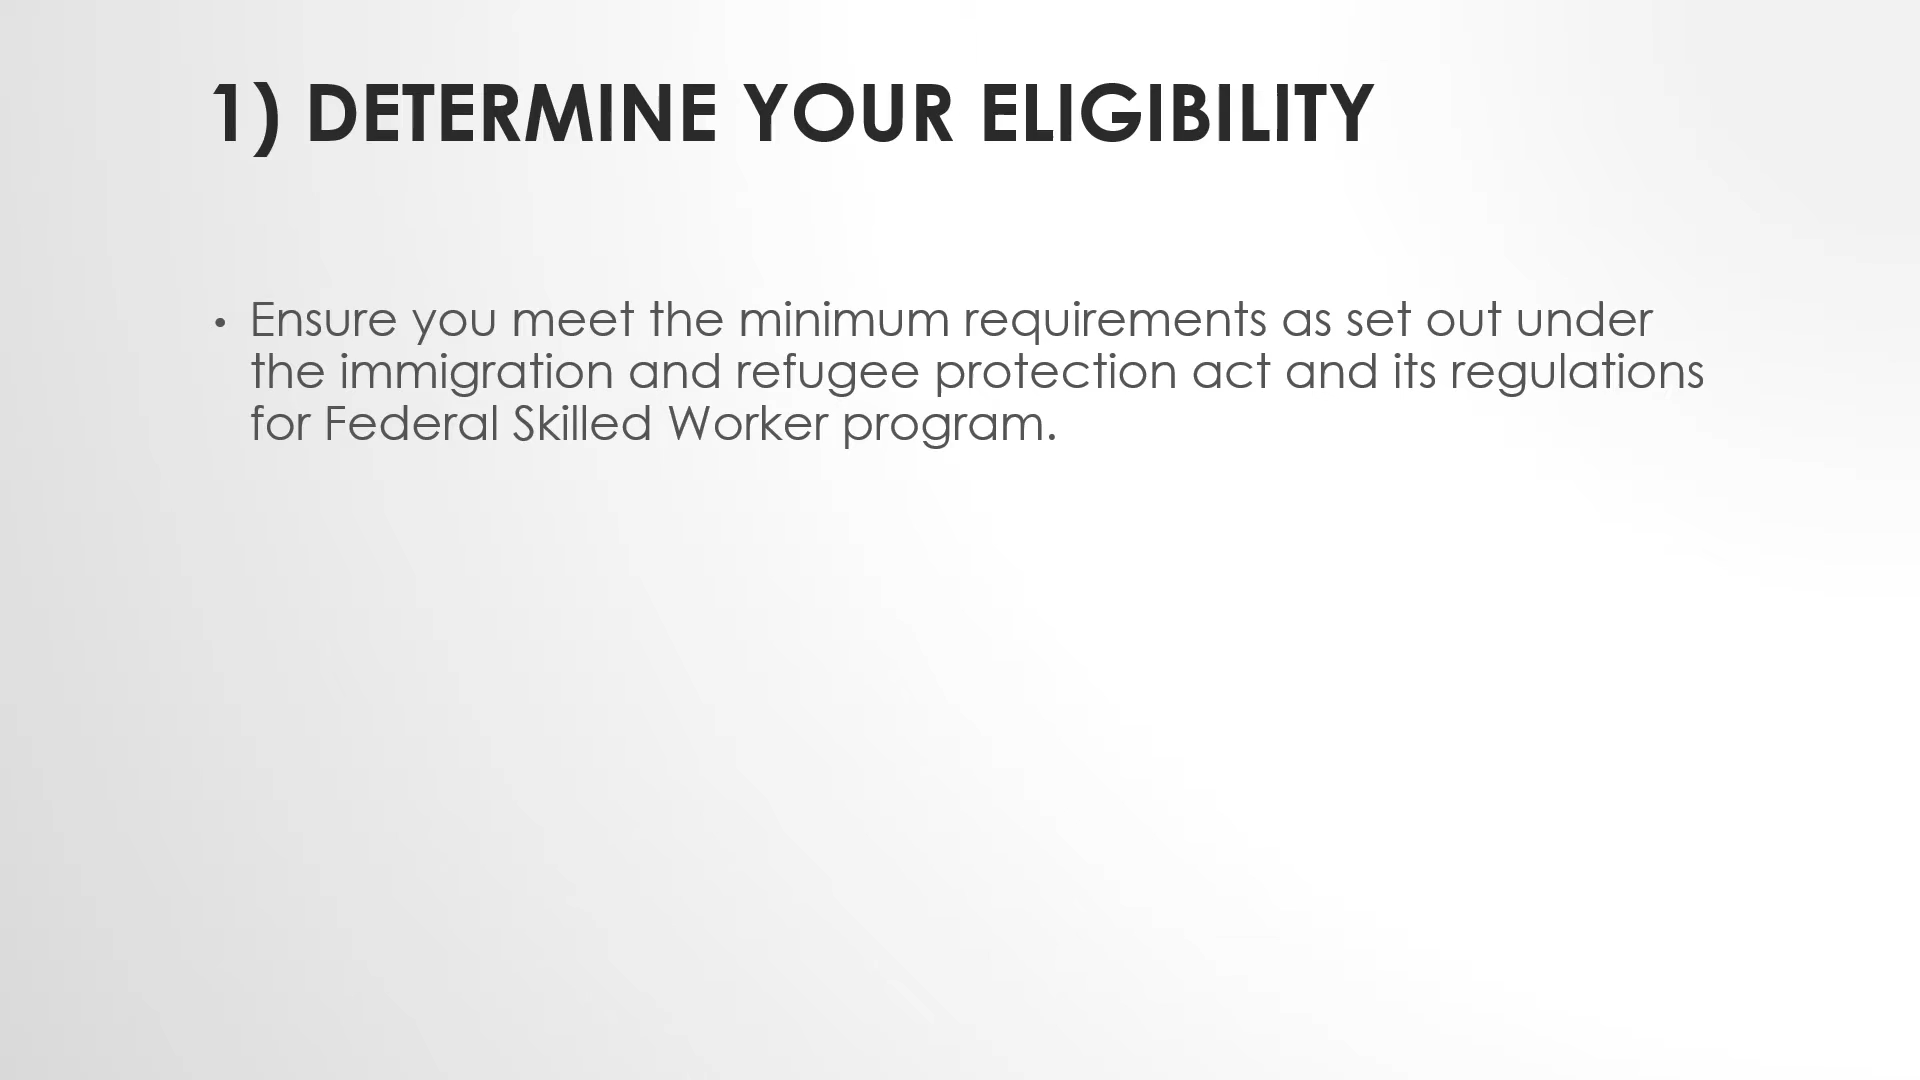 1) DETERMINE YOUR ELIGIBILITY
• Ensure you meet the minimum requirements as set out under
the immigration and refugee protection act and its regulations
for Federal Skilled Worker program.